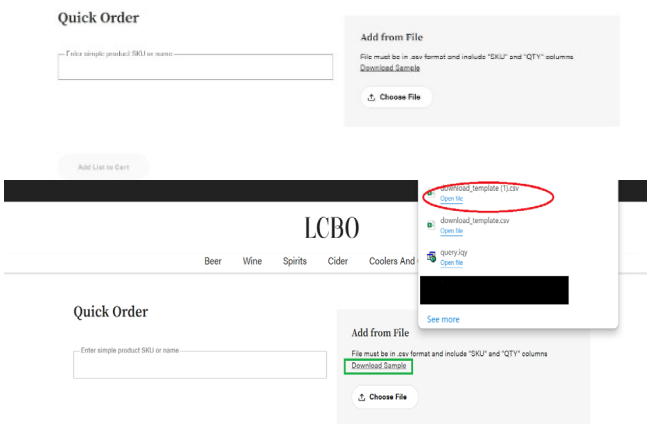 Quick Order
Enter simple product SKU or name
Add from File
File must be in .csv format and include "SKU" and "QTY" columns
Download Sample
Choose File
Add List to Cart
download_template (1).csv
Open file
download_template.csv
Open file
query.iqy
Open file
See more
LCBO
Beer Wine Spirits Cider Coolers And
Quick Order
Enter simple product SKU or name
Add from File
File must be in .csv format and include "SKU" and "QTY" columns
Download Sample
Choose File